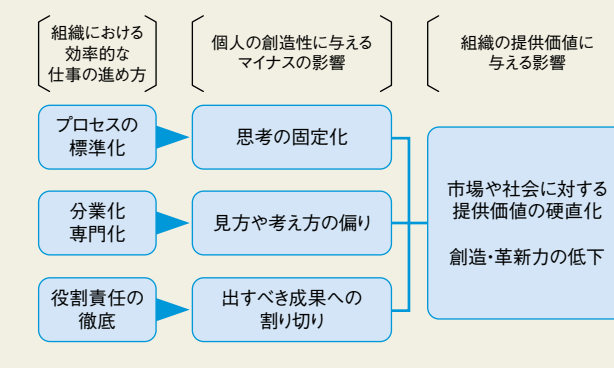 組織における
効率的な
仕事の進め方
個人の創造性に与える
マイナスの影響
組織の提供価値に
与える影響
プロセスの
標準化
思考の固定化
分業化
専門化
見方や考え方の偏り
役割責任の
徹底
出すべき成果への
割り切り
市場や社会に対する
提供価値の硬直化
創造・革新力の低下